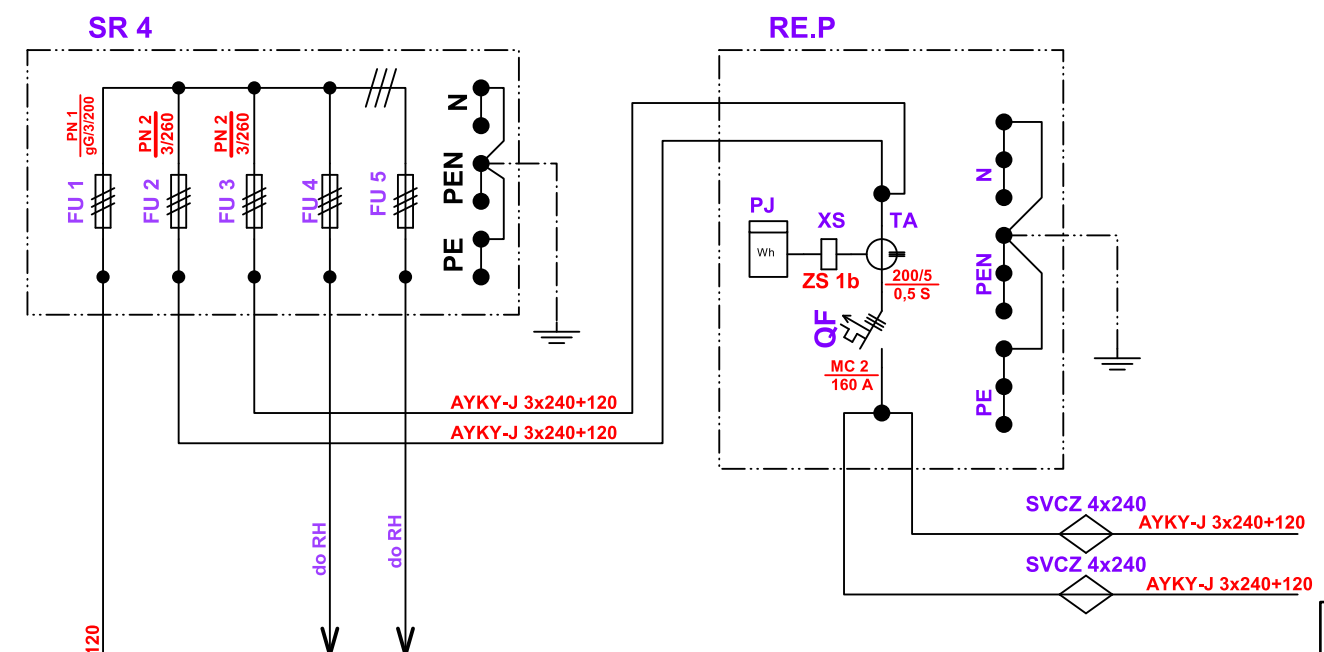 SR 4
RE.P
PN 1
gG/3/200
PN 2
3/260
PN 2
3/260
FU 1
FU 2
FU 3
FU 4
FU 5
N
PEN
PE
PJ
Wh
XS
ZS 1b
TA
200/5
0,5 S
QF
MC 2
160 A
N
PEN
PE
AYKY-J 3x240+120
AYKY-J 3x240+120
do RH
do RH
SVCZ 4x240
AYKY-J 3x240+120
SVCZ 4x240
AYKY-J 3x240+120
120